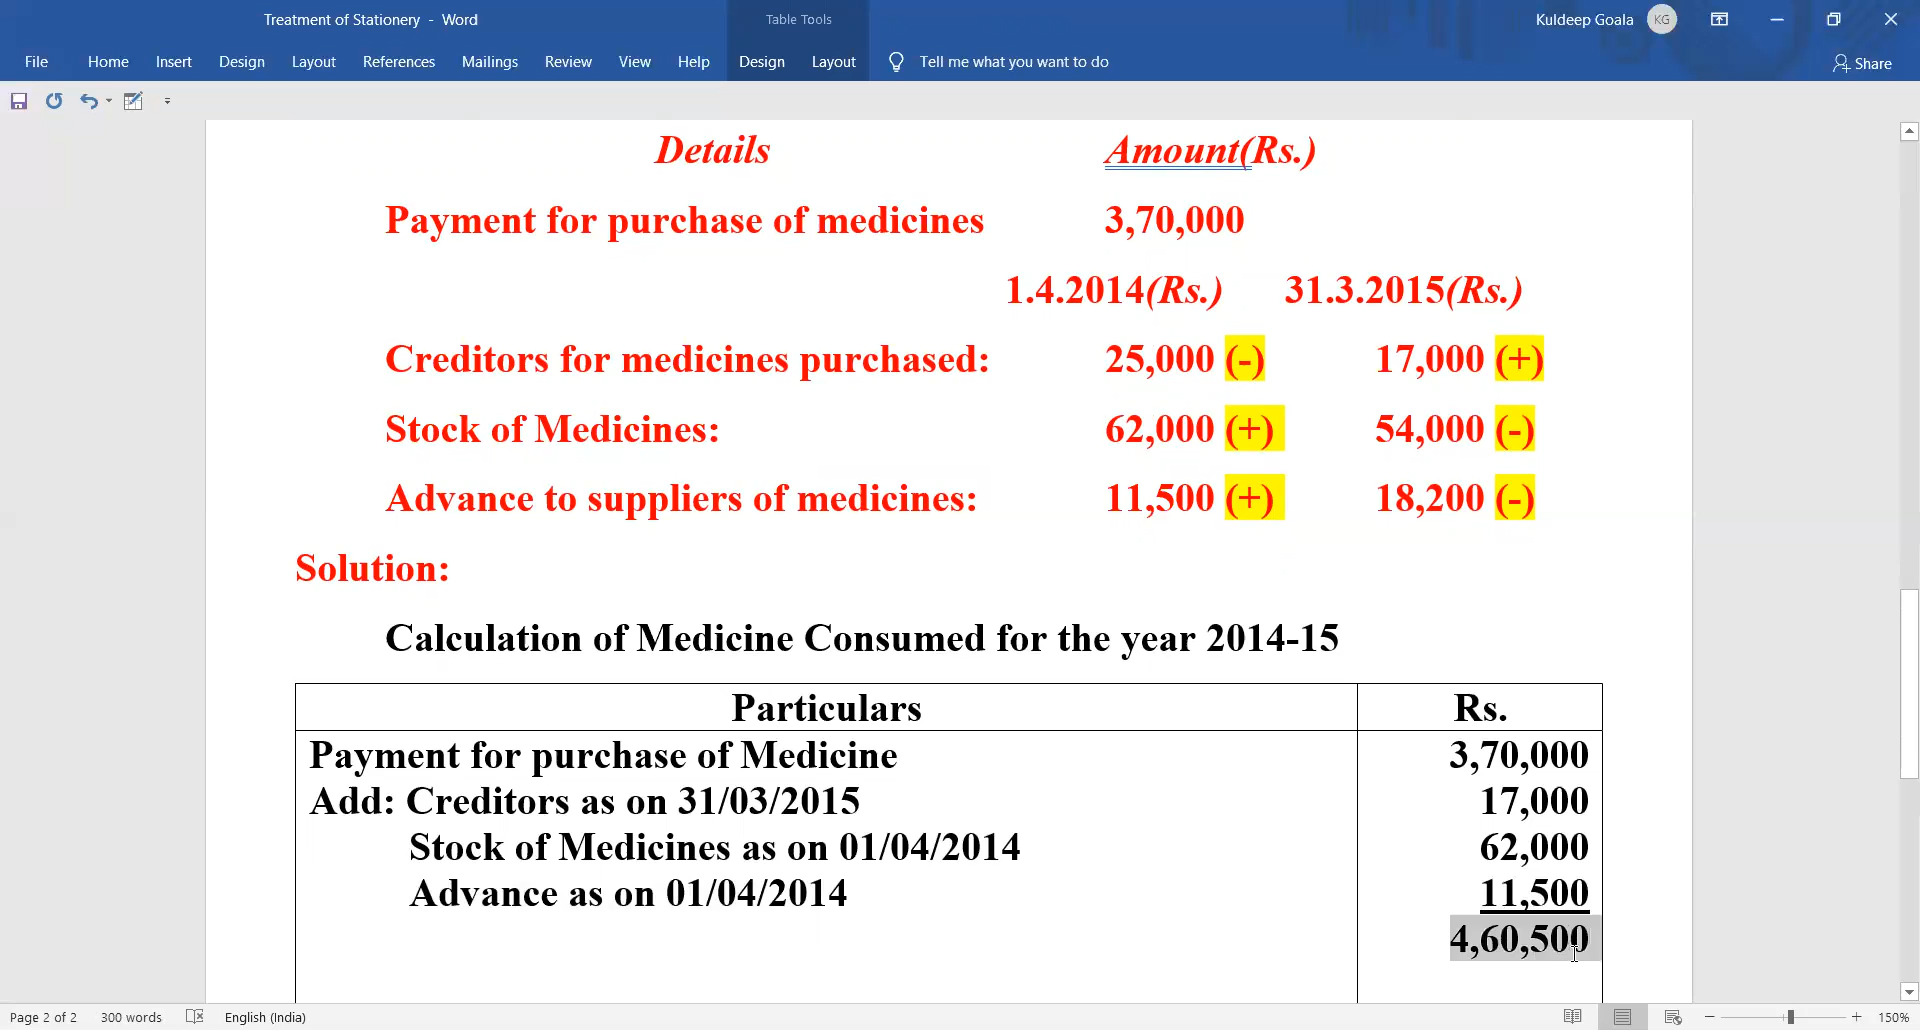 Treatment of Stationery - Word
Table Tools
Kuldeep Goala KG
File Home Insert Design Layout References Mailings Review View Help Design Layout Tell me what you want to do Share
Details Amount(Rs.)
Payment for purchase of medicines 3,70,000
1.4.2014(Rs.) 31.3.2015(Rs.)
Creditors for medicines purchased: 25,000 (-) 17,000 (+)
Stock of Medicines: 62,000 (+) 54,000 (-)
Advance to suppliers of medicines: 11,500 (+) 18,200 (-)
Solution:
Calculation of Medicine Consumed for the year 2014-15
Particulars Rs.
Payment for purchase of Medicine 3,70,000
Add: Creditors as on 31/03/2015 17,000
Stock of Medicines as on 01/04/2014 62,000
Advance as on 01/04/2014 11,500
4,60,500
Page 2 of 2 300 words English (India) 150%